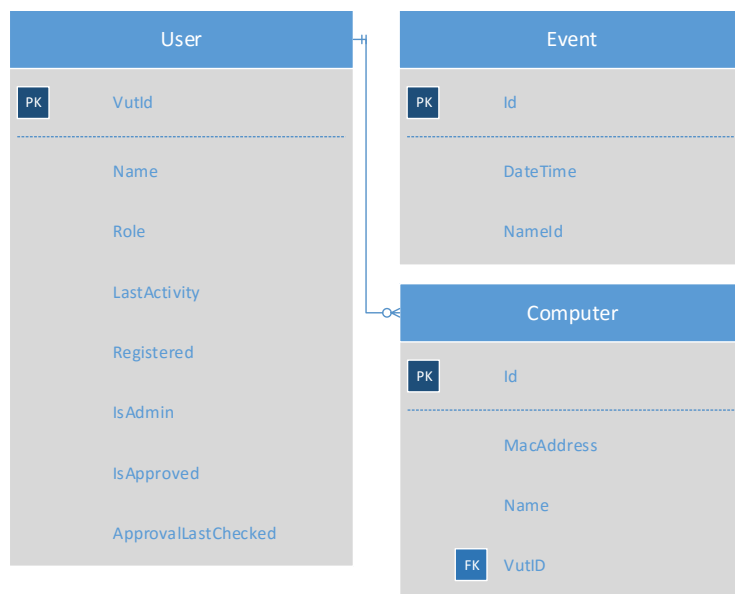 User
PK VutId
Name
Role
LastActivity
Registered
IsAdmin
IsApproved
ApprovalLastChecked
Event
PK Id
DateTime
NameId
Computer
PK Id
MacAddress
Name
FK VutID